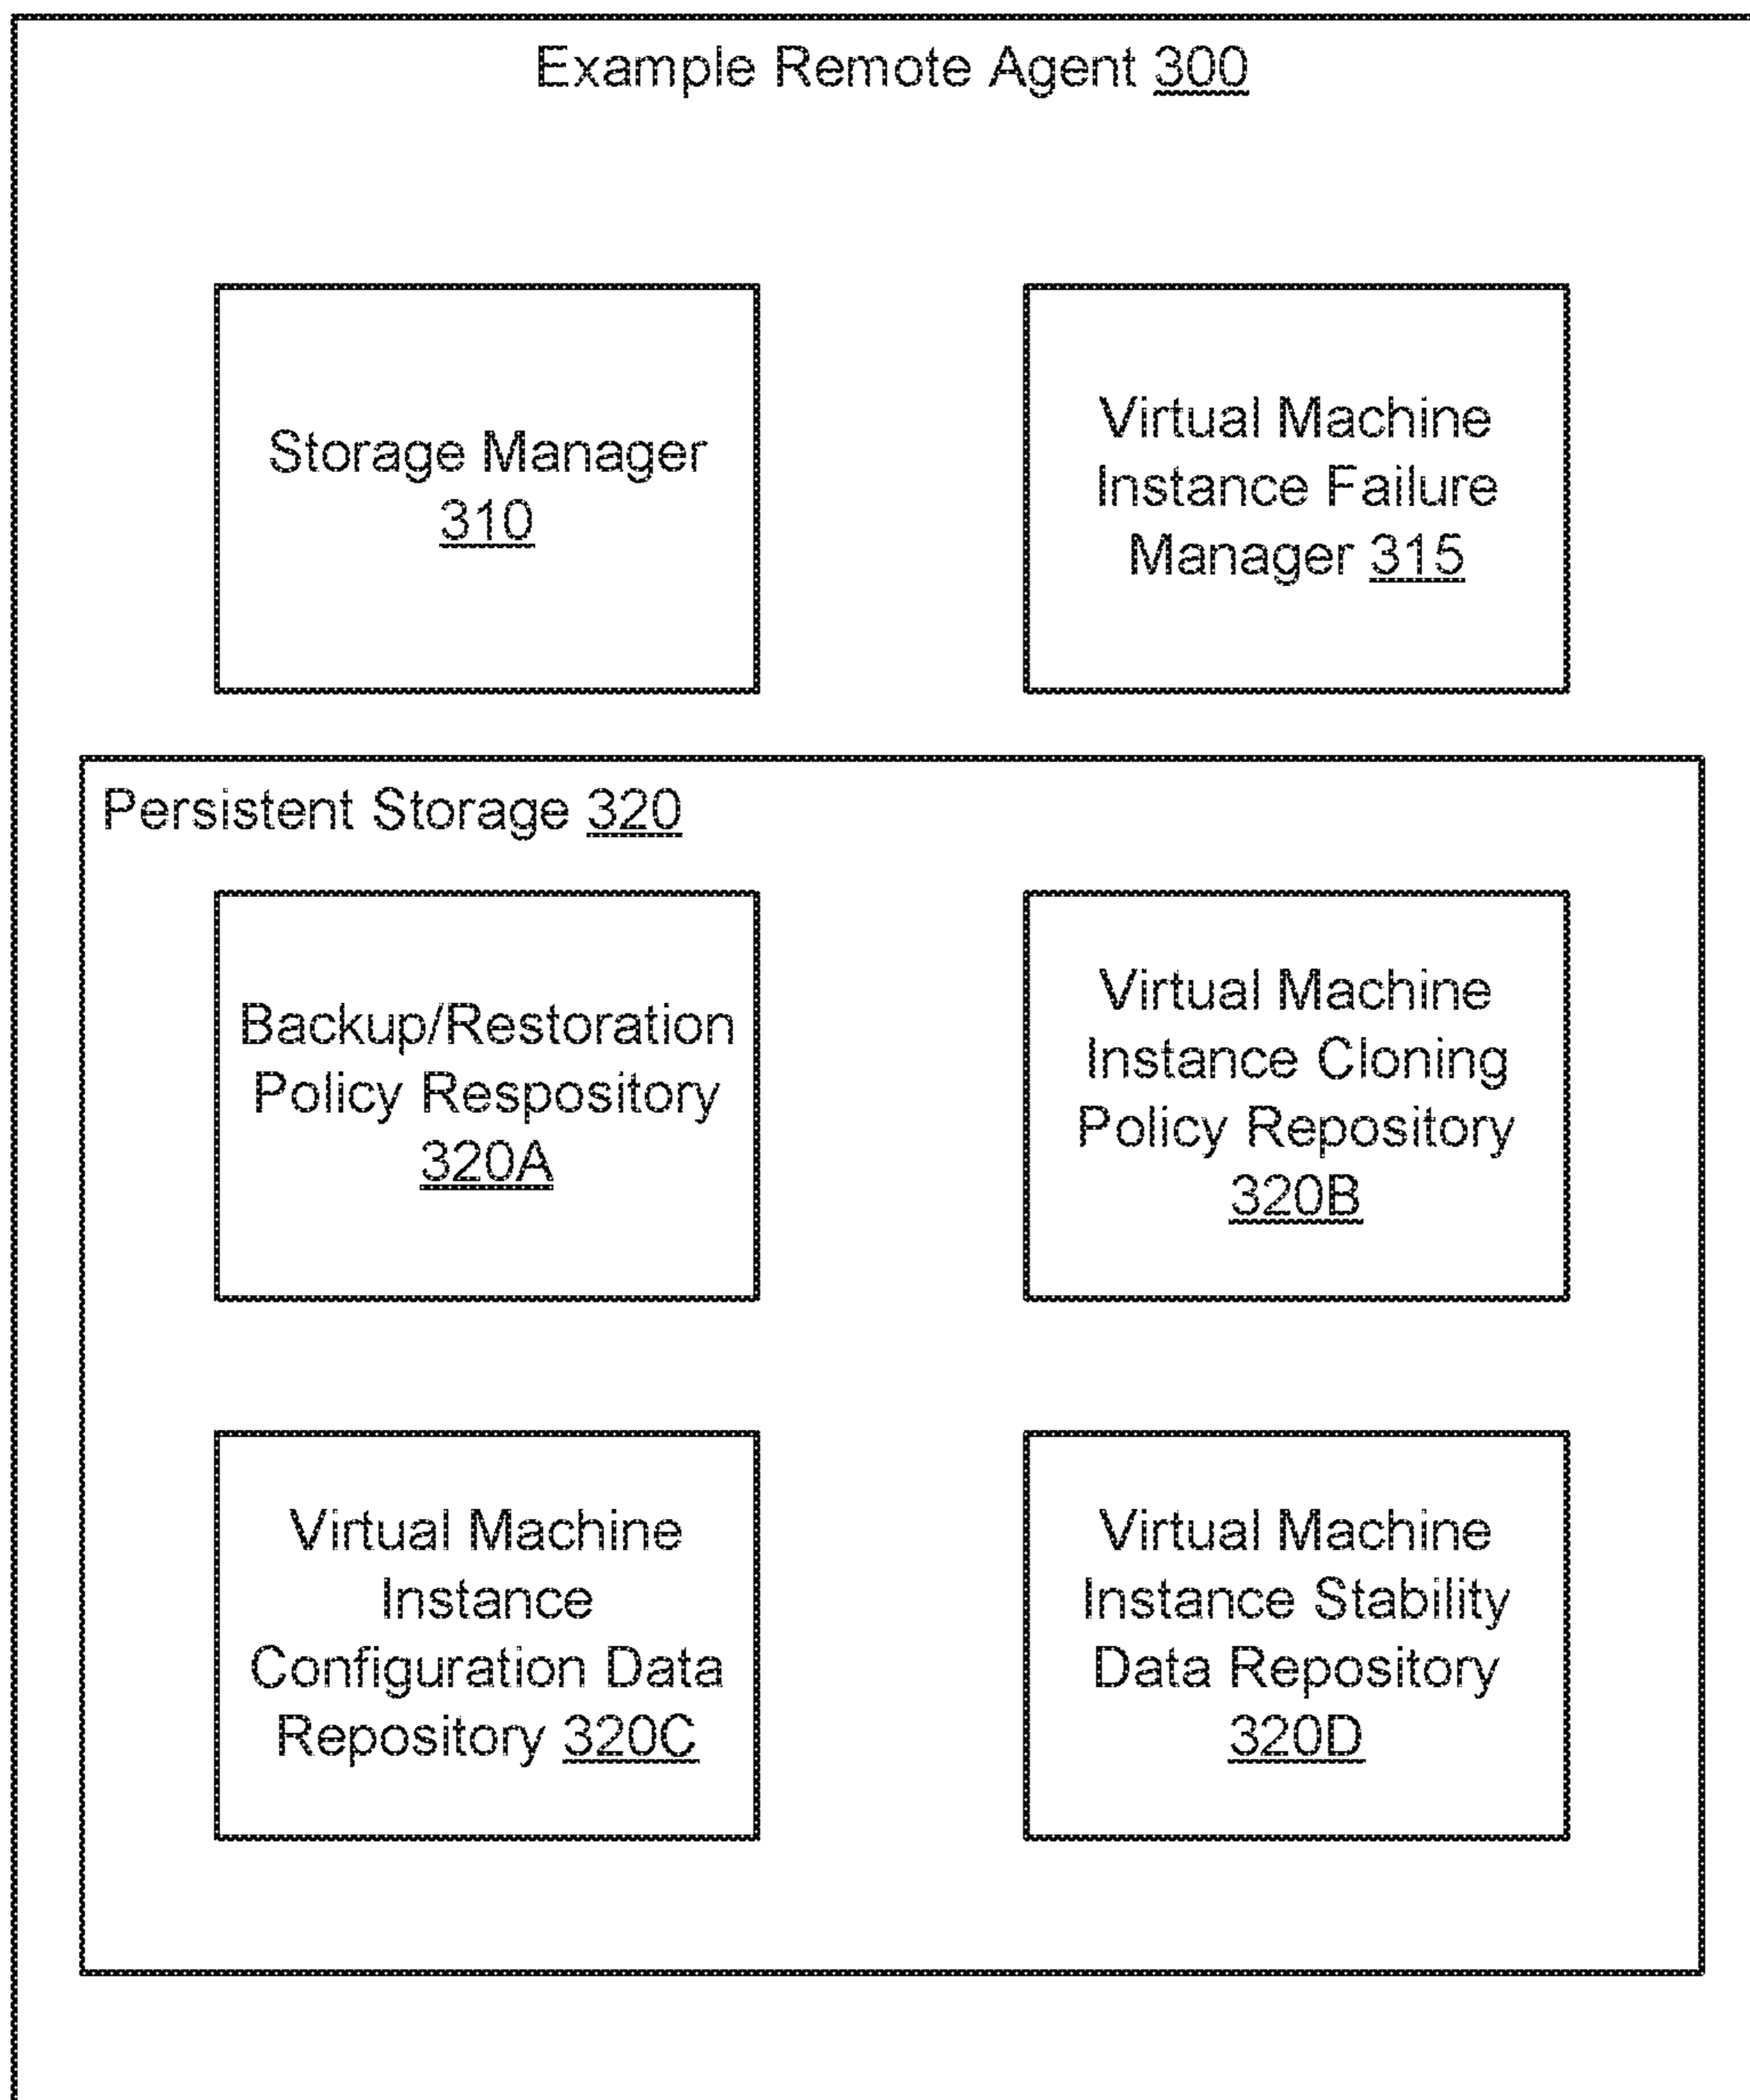 Example Remote Agent 300
Storage Manager
310
Virtual Machine
Instance Failure
Manager 315
Persistent Storage 320
Backup/Restoration
Policy Respository
320A
Virtual Machine
Instance Cloning
Policy Repository
320B
Virtual Machine
Instance
Configuration Data
Repository 320C
Virtual Machine
Instance Stability
Data Repository
320D